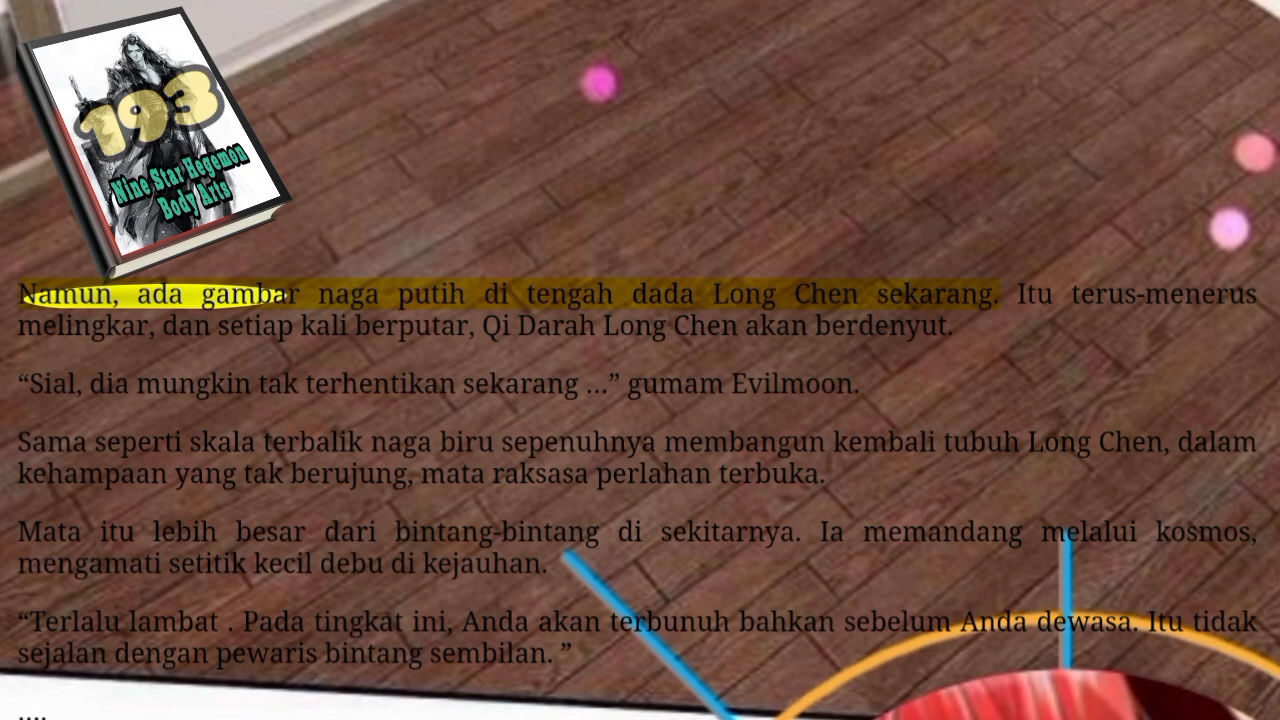 193
Nine Star Hegemon
Body Arts
Namun, ada gambar naga putih di tengah dada Long Chen sekarang. Itu terus-menerus
melingkar, dan setiap kali berputar, Qi Darah Long Chen akan berdenyut.
“Sial, dia mungkin tak terhentikan sekarang ...” gumam Evilmoon.
Sama seperti skala terbalik naga biru sepenuhnya membangun kembali tubuh Long Chen, dalam
kehampaan yang tak berujung, mata raksasa perlahan terbuka.
Mata itu lebih besar dari bintang-bintang di sekitarnya. Ia memandang melalui kosmos,
mengamati setitik kecil debu di kejauhan.
“Terlalu lambat . Pada tingkat ini, Anda akan terbunuh bahkan sebelum Anda dewasa. Itu tidak
sejalan dengan pewaris bintang sembilan. ”
....